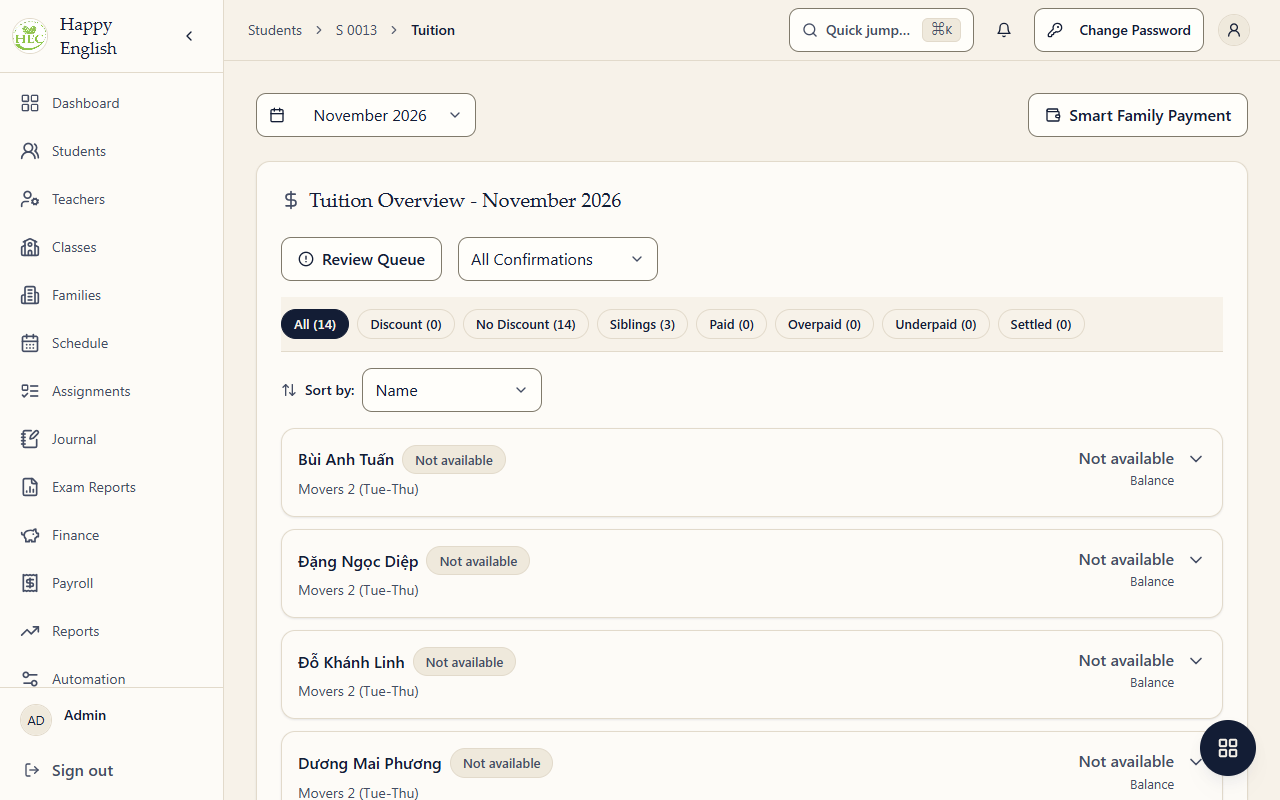 HEC
Happy
English
Students
S 0013
Tuition
Quick jump...
⌘K
Change Password
Dashboard
Students
Teachers
Classes
Families
Schedule
Assignments
Journal
Exam Reports
Finance
Payroll
Reports
Automation
AD
Admin
Sign out
November 2026
Smart Family Payment
Tuition Overview - November 2026
Review Queue
All Confirmations
All (14)
Discount (0)
No Discount (14)
Siblings (3)
Paid (0)
Overpaid (0)
Underpaid (0)
Settled (0)
Sort by:
Name
Bùi Anh Tuấn
Not available
Movers 2 (Tue-Thu)
Not available
Balance
Đặng Ngọc Diệp
Not available
Movers 2 (Tue-Thu)
Not available
Balance
Đỗ Khánh Linh
Not available
Movers 2 (Tue-Thu)
Not available
Balance
Dương Mai Phương
Not available
Movers 2 (Tue-Thu)
Not available
Balance